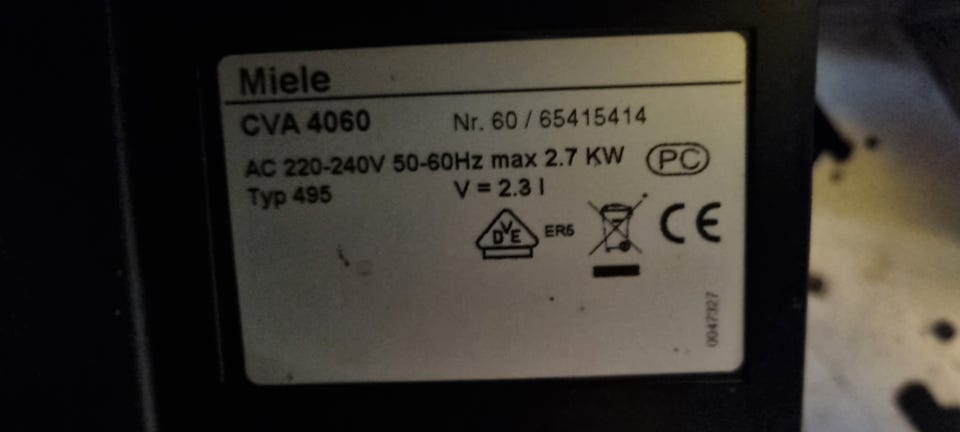 Miele
CVA 4060 Nr. 60 / 65415414
AC 220-240V 50-60Hz max 2.7 KW PC
Typ 495 V = 2.3 l
DVE ER5
CE
0047327